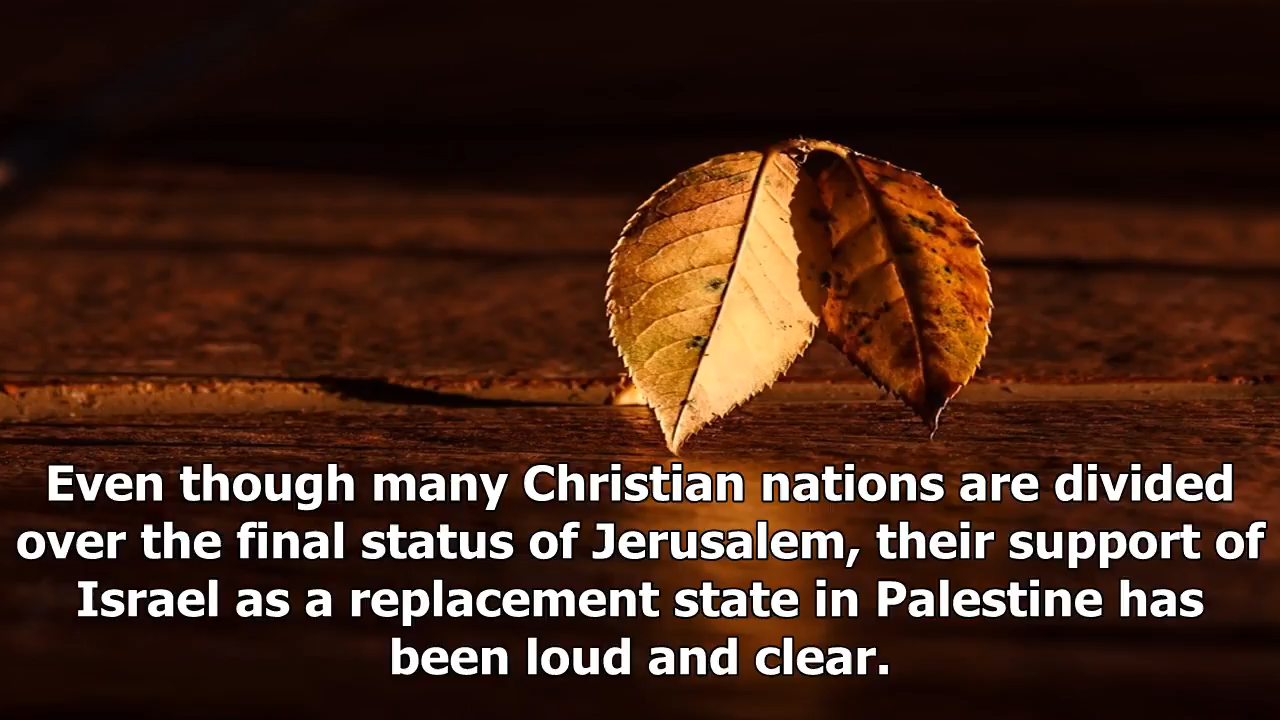 Even though many Christian nations are divided
over the final status of Jerusalem, their support of
Israel as a replacement state in Palestine has
been loud and clear.